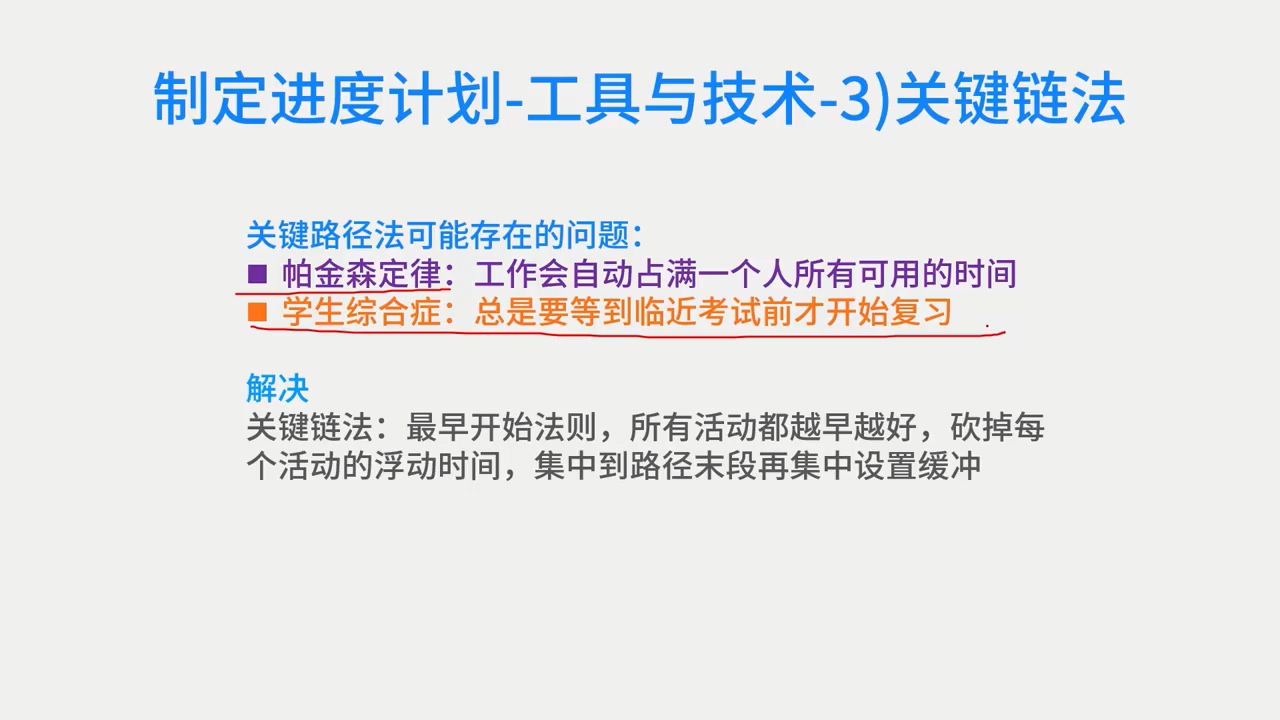 制定进度计划-工具与技术-3)关键链法
关键路径法可能存在的问题：
■ 帕金森定律：工作会自动占满一个人所有可用的时间
■ 学生综合症：总是要等到临近考试前才开始复习
解决
关键链法：最早开始法则，所有活动都越早越好，砍掉每
个活动的浮动时间，集中到路径末段再集中设置缓冲